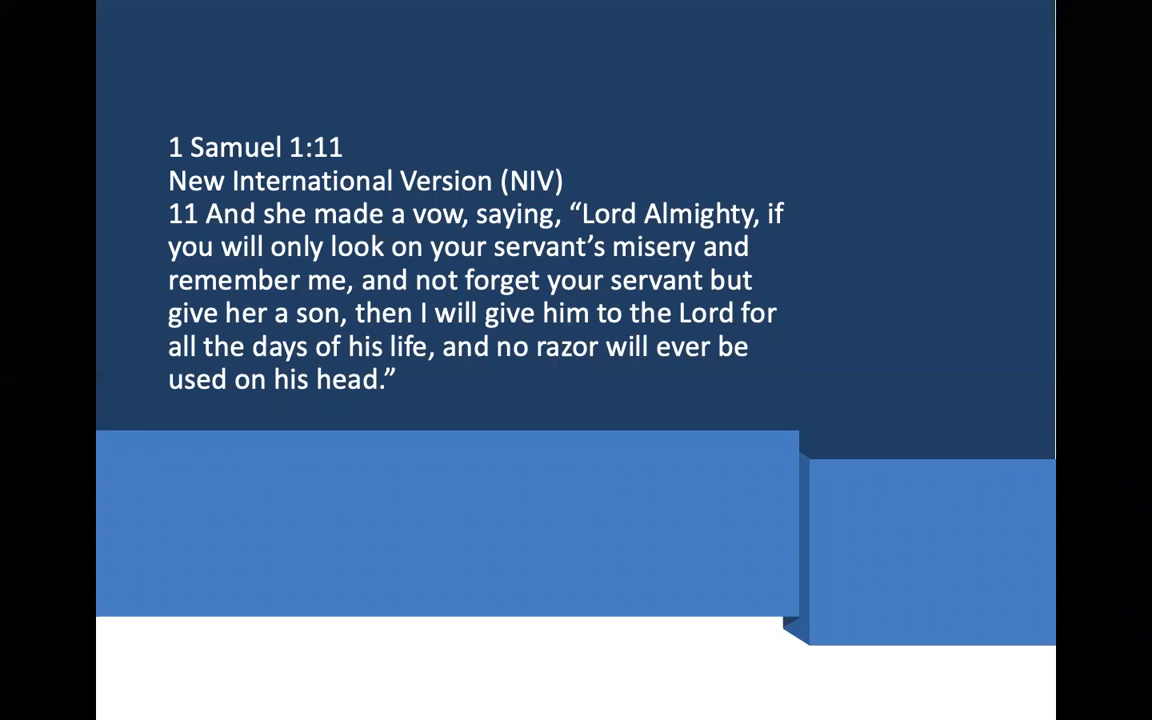 1 Samuel 1:11
New International Version (NIV)
11 And she made a vow, saying, “Lord Almighty, if
you will only look on your servant’s misery and
remember me, and not forget your servant but
give her a son, then I will give him to the Lord for
all the days of his life, and no razor will ever be
used on his head.”